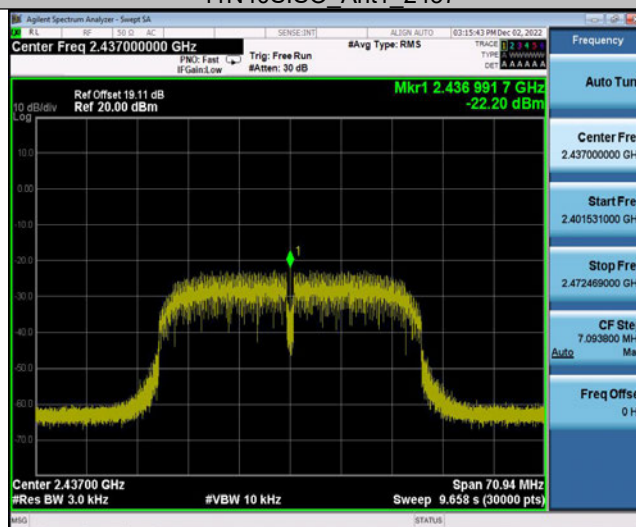 Agilent Spectrum Analyzer - Swept SA
RL RF 50 Ω AC SENSE:INT ALIGN AUTO 03:15:43 PM Dec 02, 2022
Center Freq 2.437000000 GHz
PNO: Fast
IFGain:Low
Trig: Free Run
#Atten: 30 dB
#Avg Type: RMS
TRACE 1 2 3 4 5 6
TYPE
DET A A A A A A
Mkr1 2.436 991 7 GHz
-22.20 dBm
Ref Offset 19.11 dB
10 dB/div Ref 20.00 dBm
Log
10.0
0.00
-10.0
-20.0
-30.0
-40.0
-50.0
-60.0
-70.0
1
Center 2.43700 GHz Span 70.94 MHz
#Res BW 3.0 kHz #VBW 10 kHz Sweep 9.658 s (30000 pts)
MSG STATUS
Frequency
Auto Tun
Center Fre
2.437000000 GH
Start Fre
2.401531000 GH
Stop Fre
2.472469000 GH
CF Ste
7.093800 MH
Auto Ma
Freq Offse
0 H